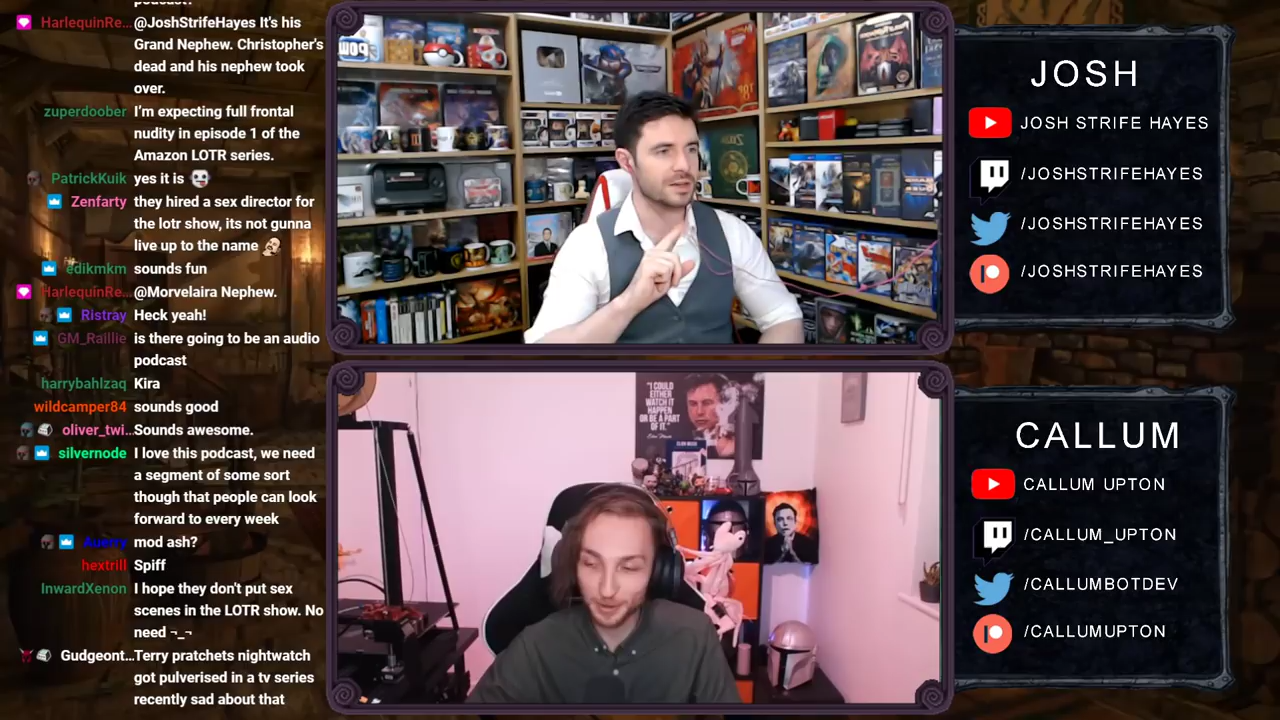 podcast?
HarlequinRe... @JoshStrifeHayes It's his
Grand Nephew. Christopher's
dead and his nephew took
over.
zuperdoober I'm expecting full frontal
nudity in episode 1 of the
Amazon LOTR series.
PatrickKuik yes it is
Zenfarty they hired a sex director for
the lotr show, its not gunna
live up to the name
edikmkm sounds fun
HarlequinRe... @Morvelaira Nephew.
Ristray Heck yeah!
GM_Raillie is there going to be an audio
podcast
harrybahlzaq Kira
wildcamper84 sounds good
oliver_twi... Sounds awesome.
silvernode I love this podcast, we need
a segment of some sort
though that people can look
forward to every week
Auerry mod ash?
hextrill Spiff
InwardXenon I hope they don't put sex
scenes in the LOTR show. No
need ¬_¬
Gudgeont... Terry pratchets nightwatch
got pulverised in a tv series
recently sad about that
"I COULD
EITHER
WATCH IT
HAPPEN
OR BE A PART
OF IT."
JOSH
JOSH STRIFE HAYES
/JOSHSTRIFEHAYES
/JOSHSTRIFEHAYES
/JOSHSTRIFEHAYES
CALLUM
CALLUM UPTON
/CALLUM_UPTON
/CALLUMBOTDEV
/CALLUMUPTON